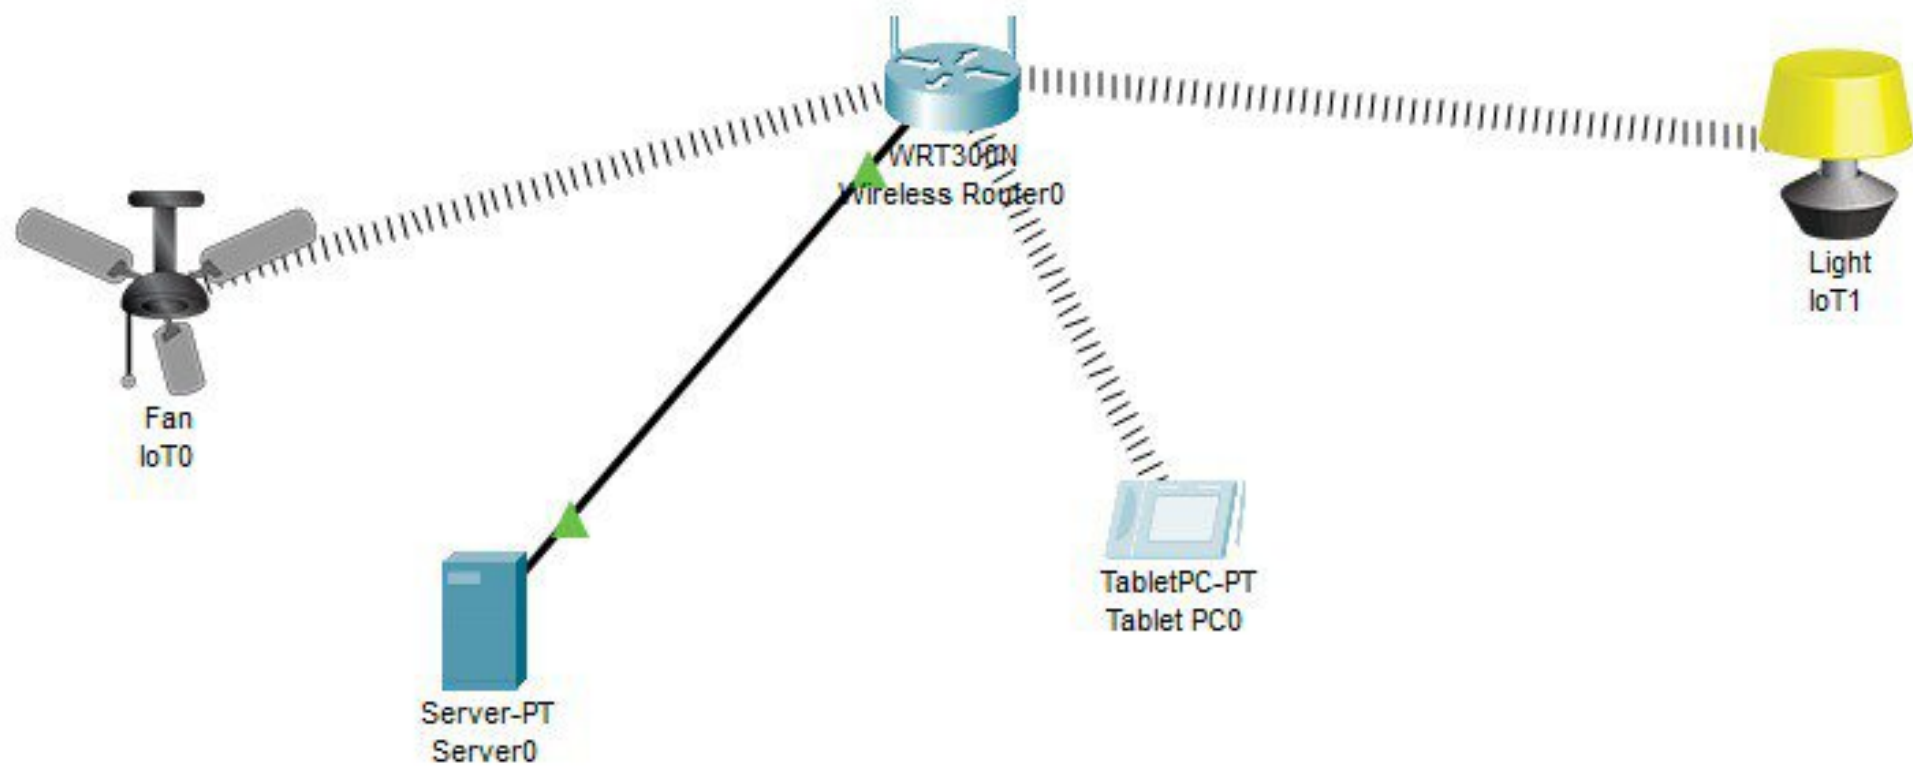 WRT300N
Wireless Router0
Light
IoT1
Fan
IoT0
TabletPC-PT
Tablet PC0
Server-PT
Server0